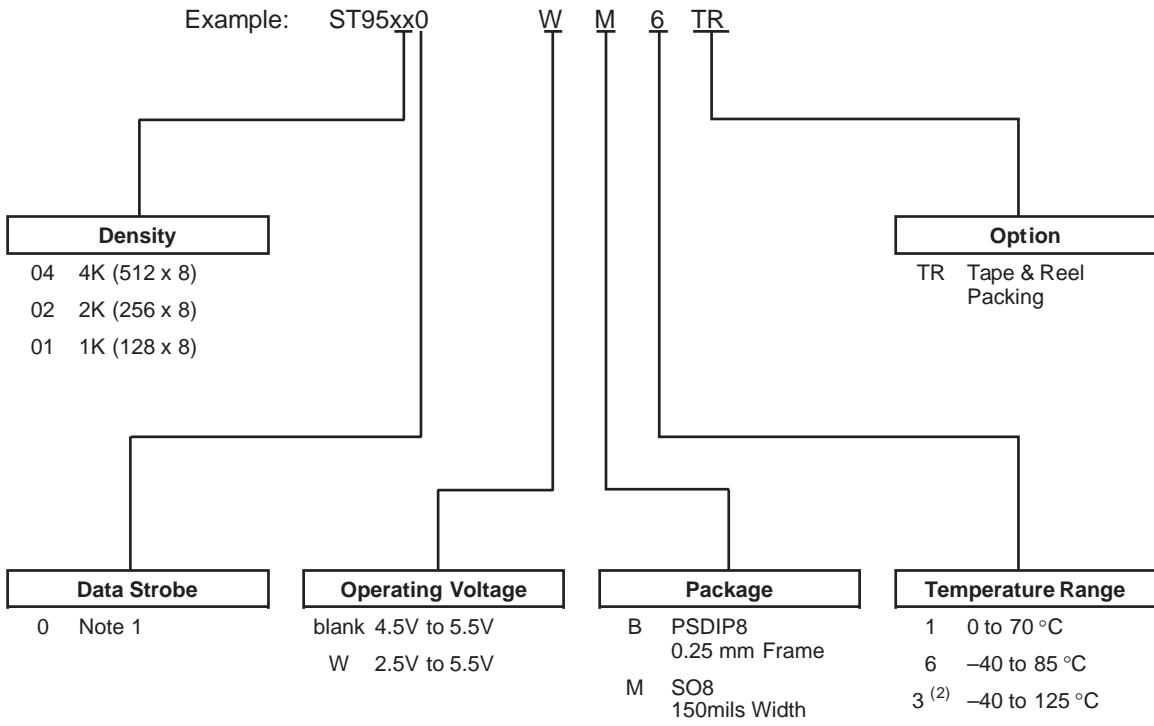 Example: ST95xx0 W M 6 TR
Density
04 4K (512 x 8)
02 2K (256 x 8)
01 1K (128 x 8)
Option
TR Tape & Reel
Packing
Data Strobe
0 Note 1
Operating Voltage
blank 4.5V to 5.5V
W 2.5V to 5.5V
Package
B PSDIP8
0.25 mm Frame
M SO8
150mils Width
Temperature Range
1 0 to 70 °C
6 –40 to 85 °C
3 (2) –40 to 125 °C